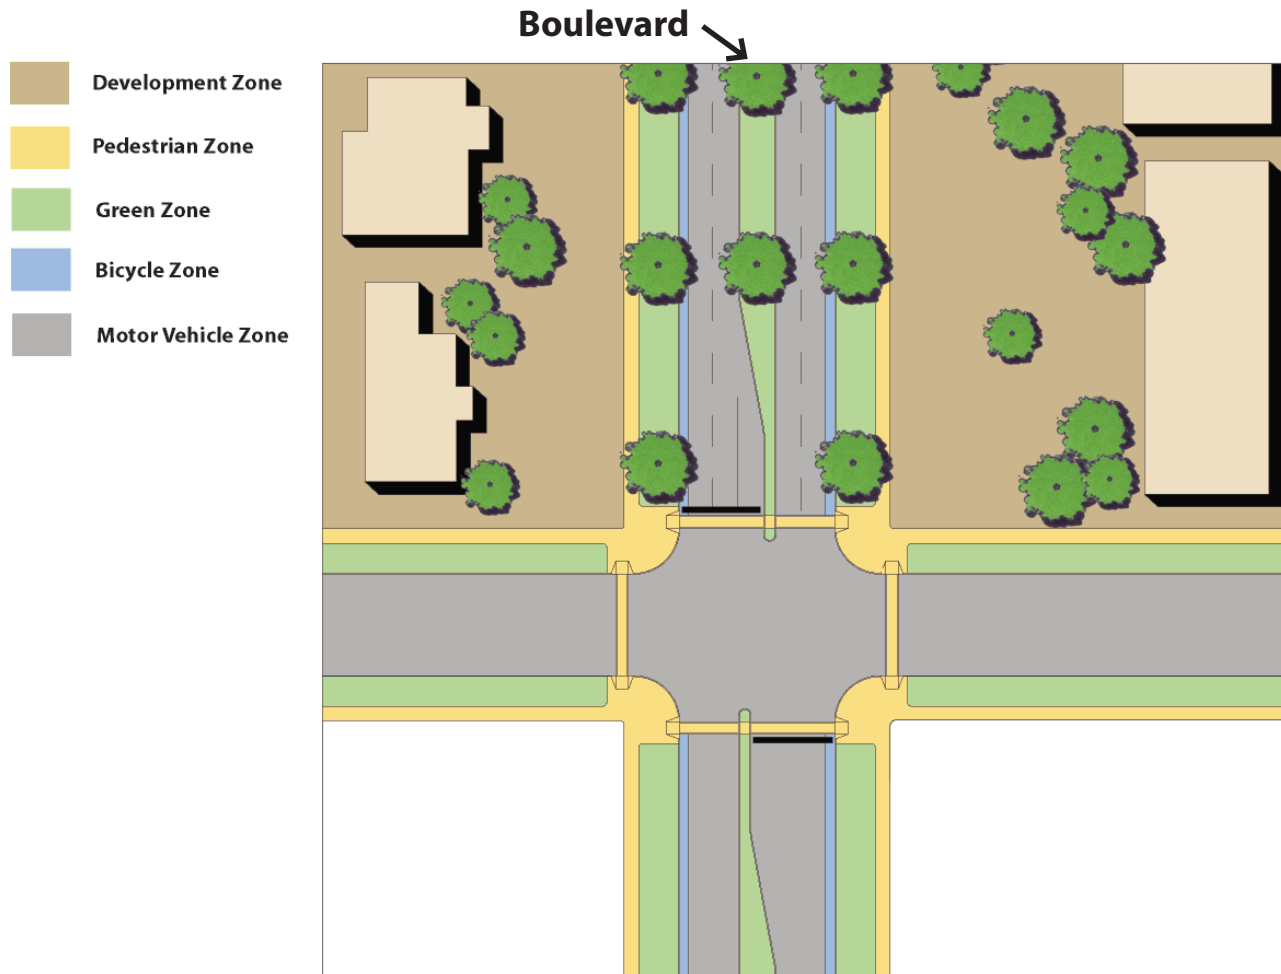 Boulevard
Development Zone
Pedestrian Zone
Green Zone
Bicycle Zone
Motor Vehicle Zone